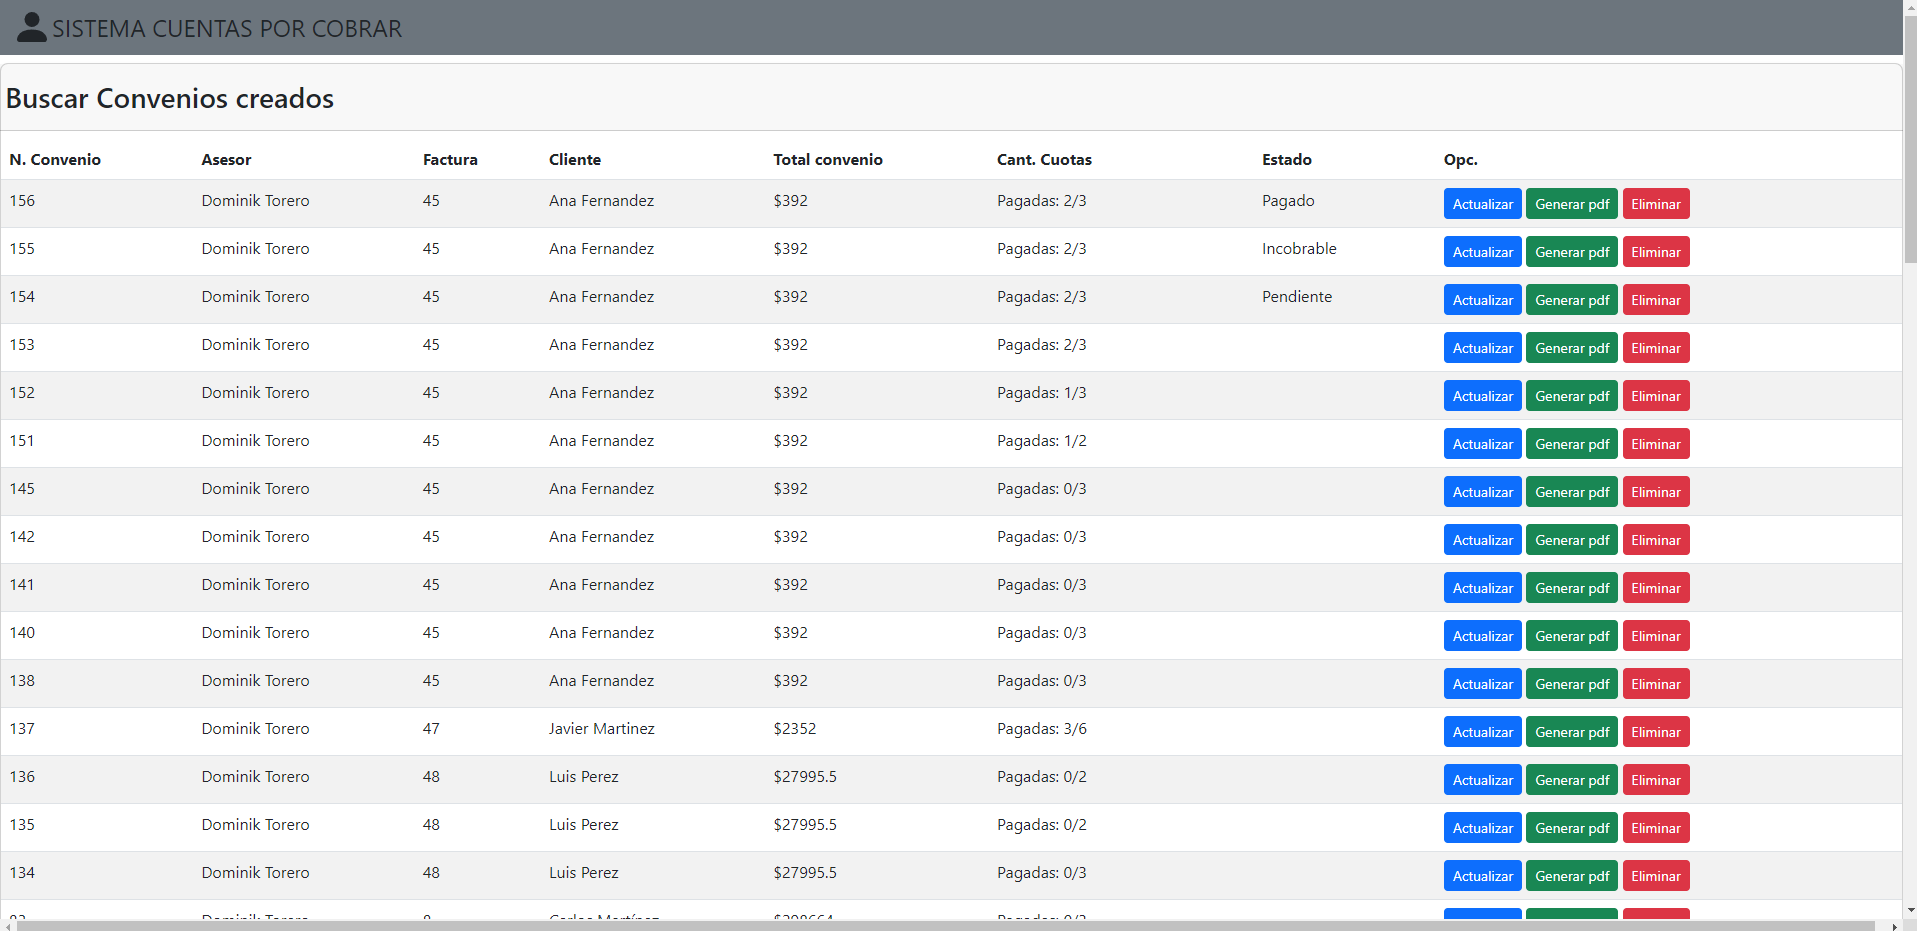 SISTEMA CUENTAS POR COBRAR
Buscar Convenios creados
N. Convenio Asesor Factura Cliente Total convenio Cant. Cuotas Estado Opc.
156 Dominik Torero 45 Ana Fernandez $392 Pagadas: 2/3 Pagado Actualizar Generar pdf Eliminar
155 Dominik Torero 45 Ana Fernandez $392 Pagadas: 2/3 Incobrable Actualizar Generar pdf Eliminar
154 Dominik Torero 45 Ana Fernandez $392 Pagadas: 2/3 Pendiente Actualizar Generar pdf Eliminar
153 Dominik Torero 45 Ana Fernandez $392 Pagadas: 2/3 Actualizar Generar pdf Eliminar
152 Dominik Torero 45 Ana Fernandez $392 Pagadas: 1/3 Actualizar Generar pdf Eliminar
151 Dominik Torero 45 Ana Fernandez $392 Pagadas: 1/2 Actualizar Generar pdf Eliminar
145 Dominik Torero 45 Ana Fernandez $392 Pagadas: 0/3 Actualizar Generar pdf Eliminar
142 Dominik Torero 45 Ana Fernandez $392 Pagadas: 0/3 Actualizar Generar pdf Eliminar
141 Dominik Torero 45 Ana Fernandez $392 Pagadas: 0/3 Actualizar Generar pdf Eliminar
140 Dominik Torero 45 Ana Fernandez $392 Pagadas: 0/3 Actualizar Generar pdf Eliminar
138 Dominik Torero 45 Ana Fernandez $392 Pagadas: 0/3 Actualizar Generar pdf Eliminar
137 Dominik Torero 47 Javier Martinez $2352 Pagadas: 3/6 Actualizar Generar pdf Eliminar
136 Dominik Torero 48 Luis Perez $27995.5 Pagadas: 0/2 Actualizar Generar pdf Eliminar
135 Dominik Torero 48 Luis Perez $27995.5 Pagadas: 0/2 Actualizar Generar pdf Eliminar
134 Dominik Torero 48 Luis Perez $27995.5 Pagadas: 0/3 Actualizar Generar pdf Eliminar
Dominik Torero Carlos Martínez Pagadas: